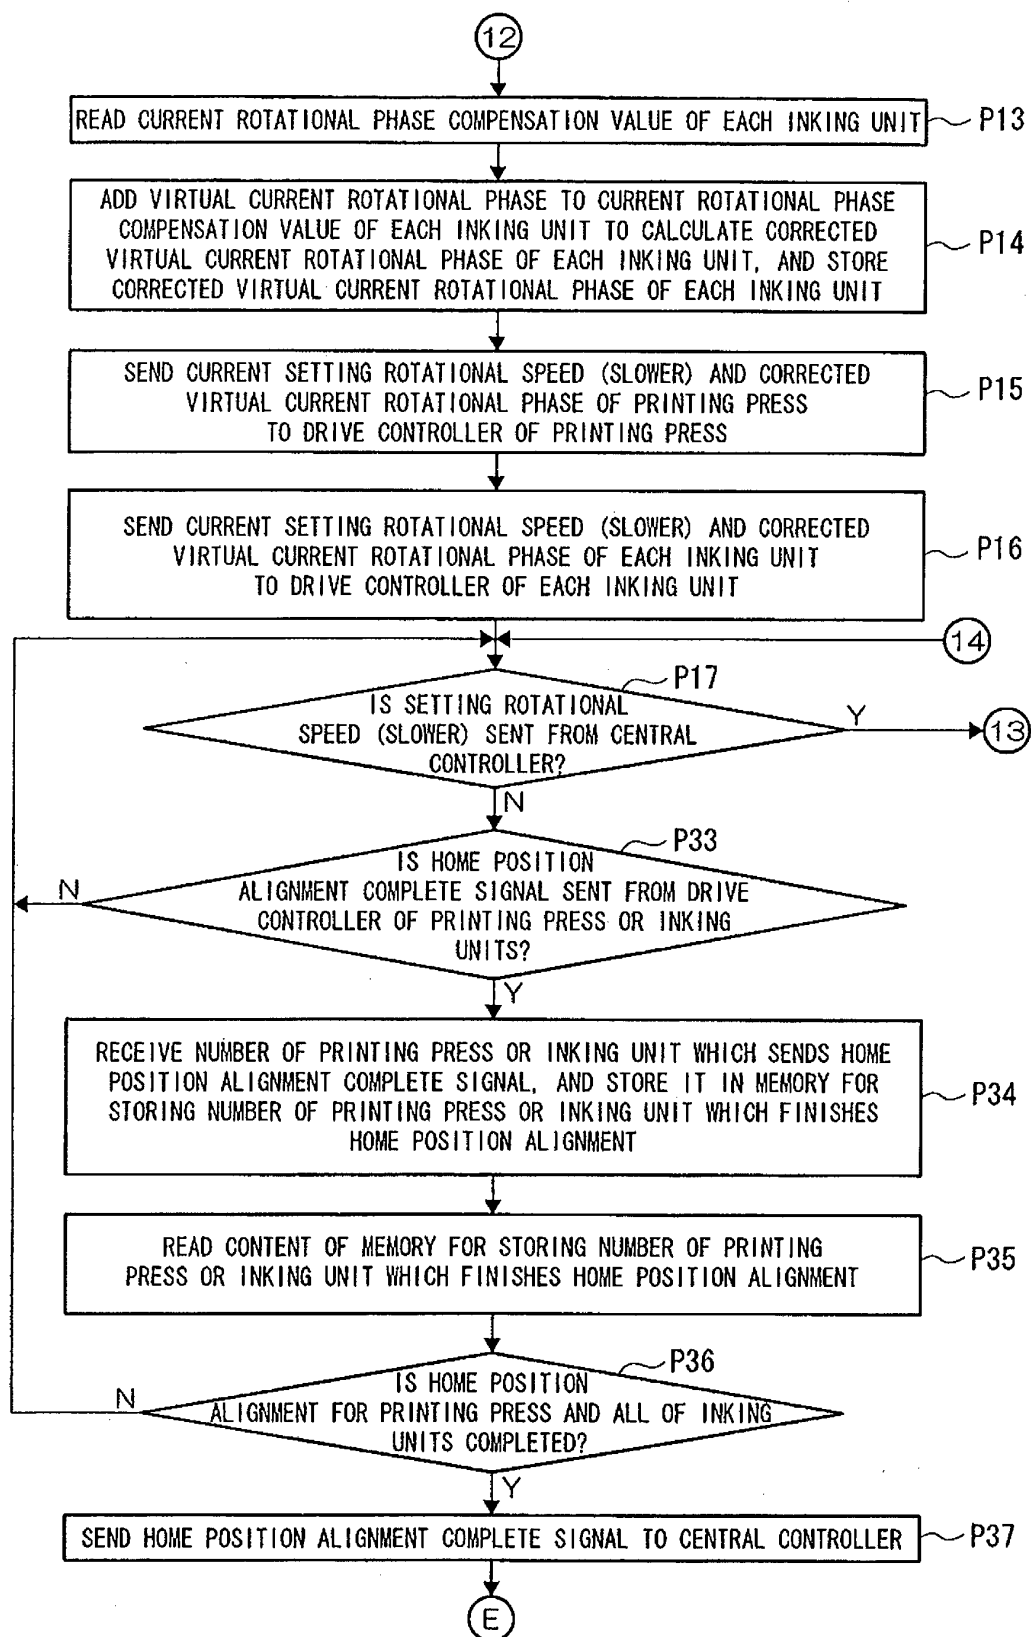 12
READ CURRENT ROTATIONAL PHASE COMPENSATION VALUE OF EACH INKING UNIT
P13
ADD VIRTUAL CURRENT ROTATIONAL PHASE TO CURRENT ROTATIONAL PHASE
COMPENSATION VALUE OF EACH INKING UNIT TO CALCULATE CORRECTED
VIRTUAL CURRENT ROTATIONAL PHASE OF EACH INKING UNIT, AND STORE
CORRECTED VIRTUAL CURRENT ROTATIONAL PHASE OF EACH INKING UNIT
P14
SEND CURRENT SETTING ROTATIONAL SPEED (SLOWER) AND CORRECTED
VIRTUAL CURRENT ROTATIONAL PHASE OF PRINTING PRESS
TO DRIVE CONTROLLER OF PRINTING PRESS
P15
SEND CURRENT SETTING ROTATIONAL SPEED (SLOWER) AND CORRECTED
VIRTUAL CURRENT ROTATIONAL PHASE OF EACH INKING UNIT
TO DRIVE CONTROLLER OF EACH INKING UNIT
P16
14
P17
IS SETTING ROTATIONAL
SPEED (SLOWER) SENT FROM CENTRAL
CONTROLLER?
Y
13
N
P33
IS HOME POSITION
ALIGNMENT COMPLETE SIGNAL SENT FROM DRIVE
CONTROLLER OF PRINTING PRESS OR INKING
UNITS?
N
Y
RECEIVE NUMBER OF PRINTING PRESS OR INKING UNIT WHICH SENDS HOME
POSITION ALIGNMENT COMPLETE SIGNAL, AND STORE IT IN MEMORY FOR
STORING NUMBER OF PRINTING PRESS OR INKING UNIT WHICH FINISHES
HOME POSITION ALIGNMENT
P34
READ CONTENT OF MEMORY FOR STORING NUMBER OF PRINTING
PRESS OR INKING UNIT WHICH FINISHES HOME POSITION ALIGNMENT
P35
P36
IS HOME POSITION
ALIGNMENT FOR PRINTING PRESS AND ALL OF INKING
UNITS COMPLETED?
N
Y
SEND HOME POSITION ALIGNMENT COMPLETE SIGNAL TO CENTRAL CONTROLLER
P37
E